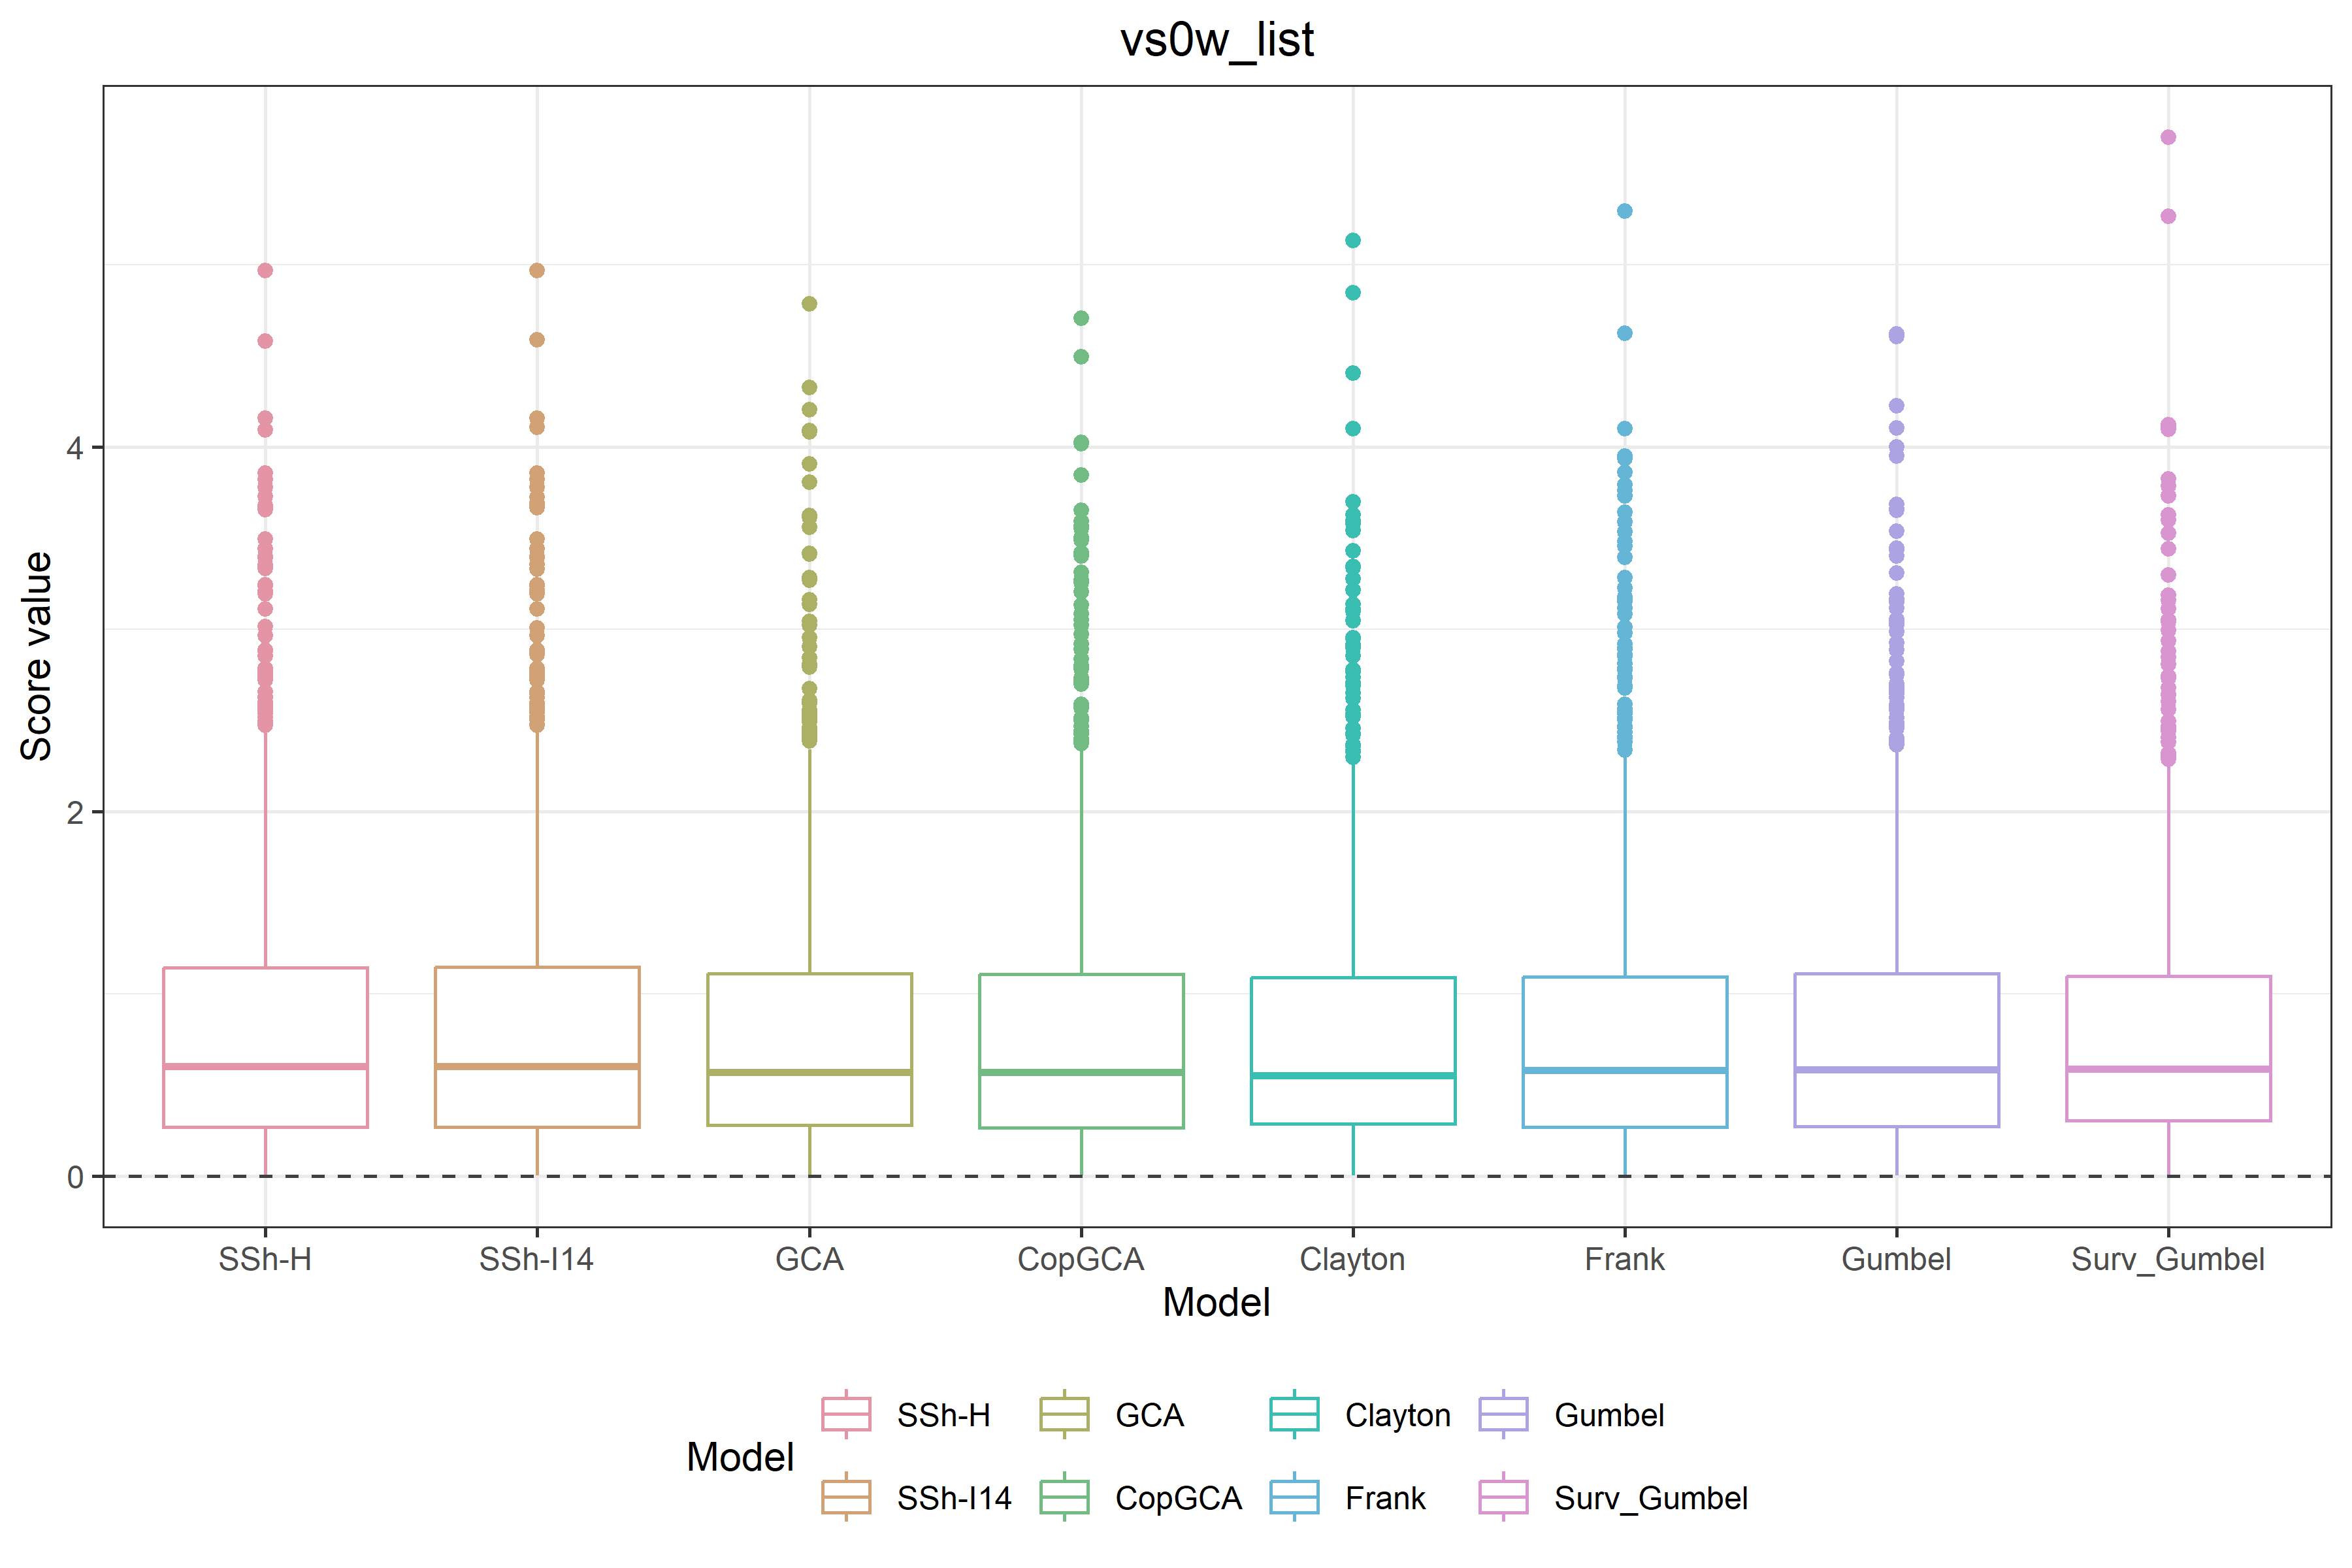 vs0w_list
Score value
4
2
0
SSh-H SSh-I14 GCA CopGCA Clayton Frank Gumbel Surv_Gumbel
Model
Model
SSh-H GCA Clayton Gumbel
SSh-I14 CopGCA Frank Surv_Gumbel